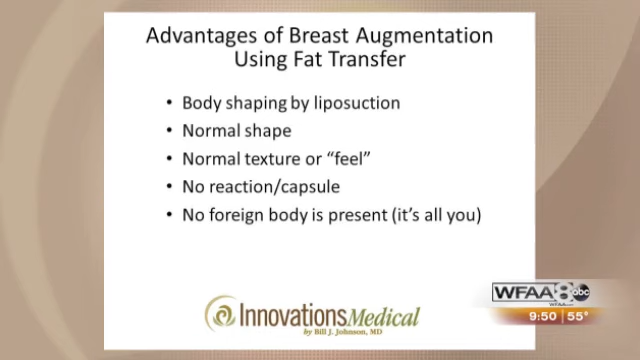 Advantages of Breast Augmentation
Using Fat Transfer
• Body shaping by liposuction
• Normal shape
• Normal texture or “feel”
• No reaction/capsule
• No foreign body is present (it’s all you)
InnovationsMedical
by Bill J. Johnson, MD
WFAA 8 abc
WFAA.com
9:50 55°